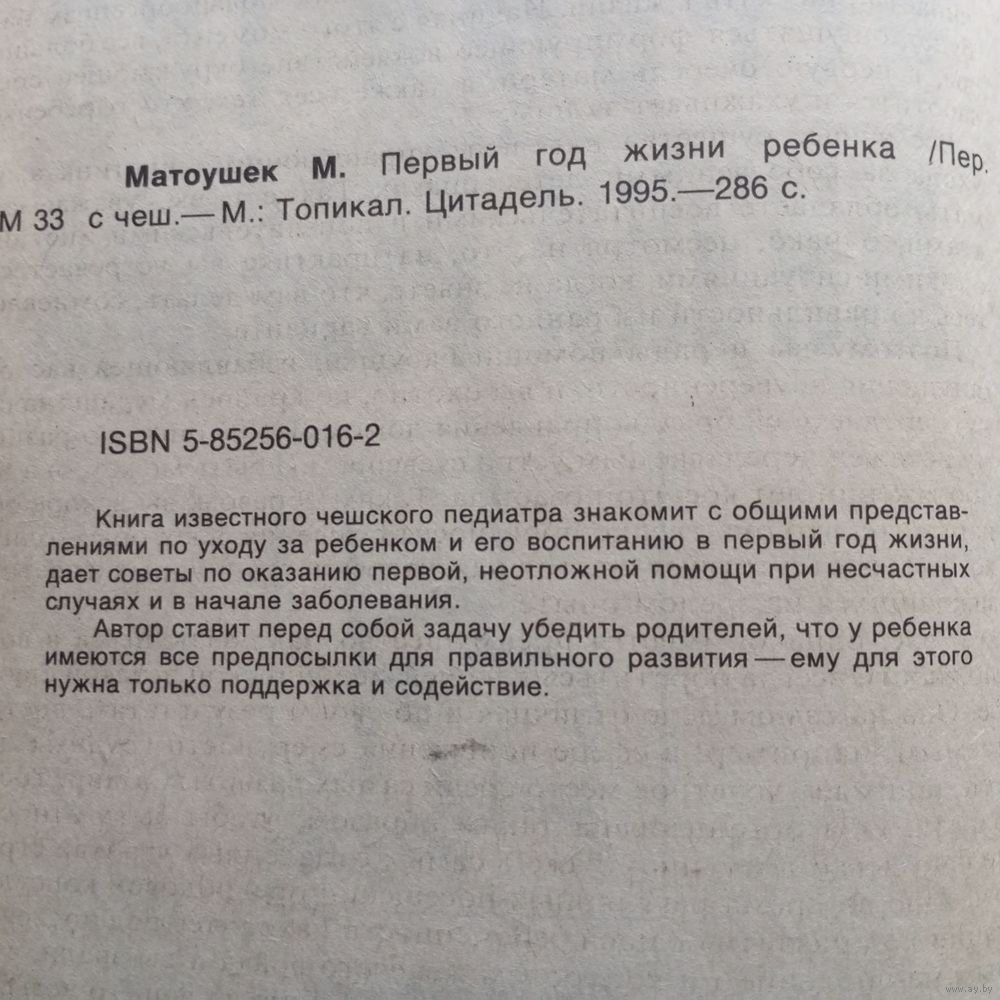 Матоушек М. Первый год жизни ребенка /Пер.
М 33 с чеш.— М.: Топикал. Цитадель. 1995.—286 с.
ISBN 5-85256-016-2
Книга известного чешского педиатра знакомит с общими представ-
лениями по уходу за ребенком и его воспитанию в первый год жизни,
дает советы по оказанию первой, неотложной помощи при несчастных
случаях и в начале заболевания.
Автор ставит перед собой задачу убедить родителей, что у ребенка
имеются все предпосылки для правильного развития — ему для этого
нужна только поддержка и содействие.
www.ay.by